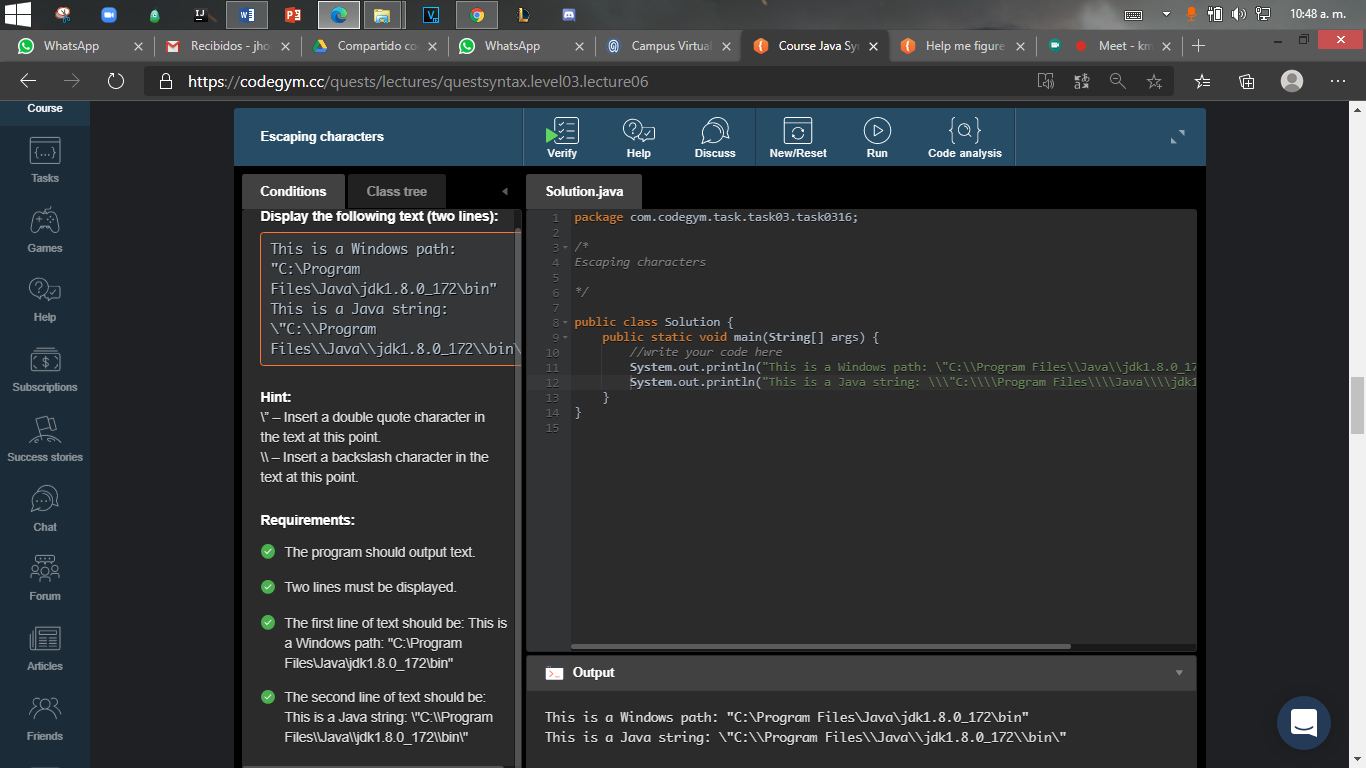 10:48 a. m.
WhatsApp
Recibidos - jho
Compartido co
WhatsApp
Campus Virtual
Course Java Syn
Help me figure
Meet - km
https://codegym.cc/quests/lectures/questsyntax.level03.lecture06
Course
Tasks
Games
Help
Subscriptions
Success stories
Chat
Forum
Articles
Friends
Escaping characters
Verify
Help
Discuss
New/Reset
Run
Code analysis
Conditions
Class tree
Display the following text (two lines):
This is a Windows path:
"C:\Program
Files\Java\jdk1.8.0_172\bin"
This is a Java string:
\"C:\\Program
Files\\Java\\jdk1.8.0_172\\bin\
Hint:
\” – Insert a double quote character in
the text at this point.
\\ – Insert a backslash character in the
text at this point.
Requirements:
The program should output text.
Two lines must be displayed.
The first line of text should be: This is
a Windows path: "C:\Program
Files\Java\jdk1.8.0_172\bin"
The second line of text should be:
This is a Java string: \"C:\\Program
Files\\Java\\jdk1.8.0_172\\bin\"
Solution.java
1 package com.codegym.task.task03.task0316;
2
3 /*
4 Escaping characters
5
6 */
7
8 public class Solution {
9 public static void main(String[] args) {
10 //write your code here
11 System.out.println("This is a Windows path: \"C:\\Program Files\\Java\\jdk1.8.0_17
12 System.out.println("This is a Java string: \\\"C:\\\\Program Files\\\\Java\\\\jdk1
13 }
14 }
15
Output
This is a Windows path: "C:\Program Files\Java\jdk1.8.0_172\bin"
This is a Java string: \"C:\\Program Files\\Java\\jdk1.8.0_172\\bin\"